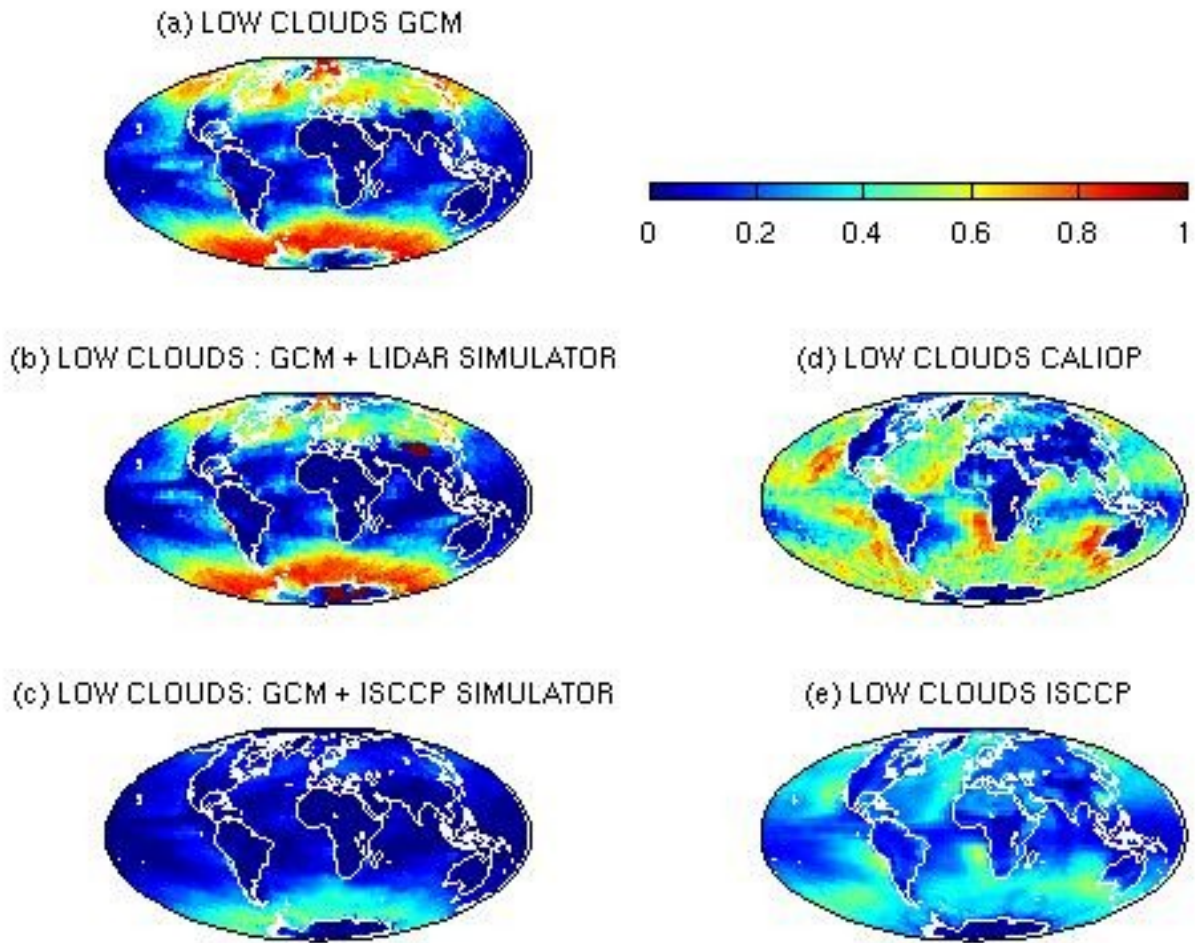 (a) LOW CLOUDS GCM
0 0.2 0.4 0.6 0.8 1
(b) LOW CLOUDS : GCM + LIDAR SIMULATOR
(d) LOW CLOUDS CALIOP
(c) LOW CLOUDS: GCM + ISCCP SIMULATOR
(e) LOW CLOUDS ISCCP